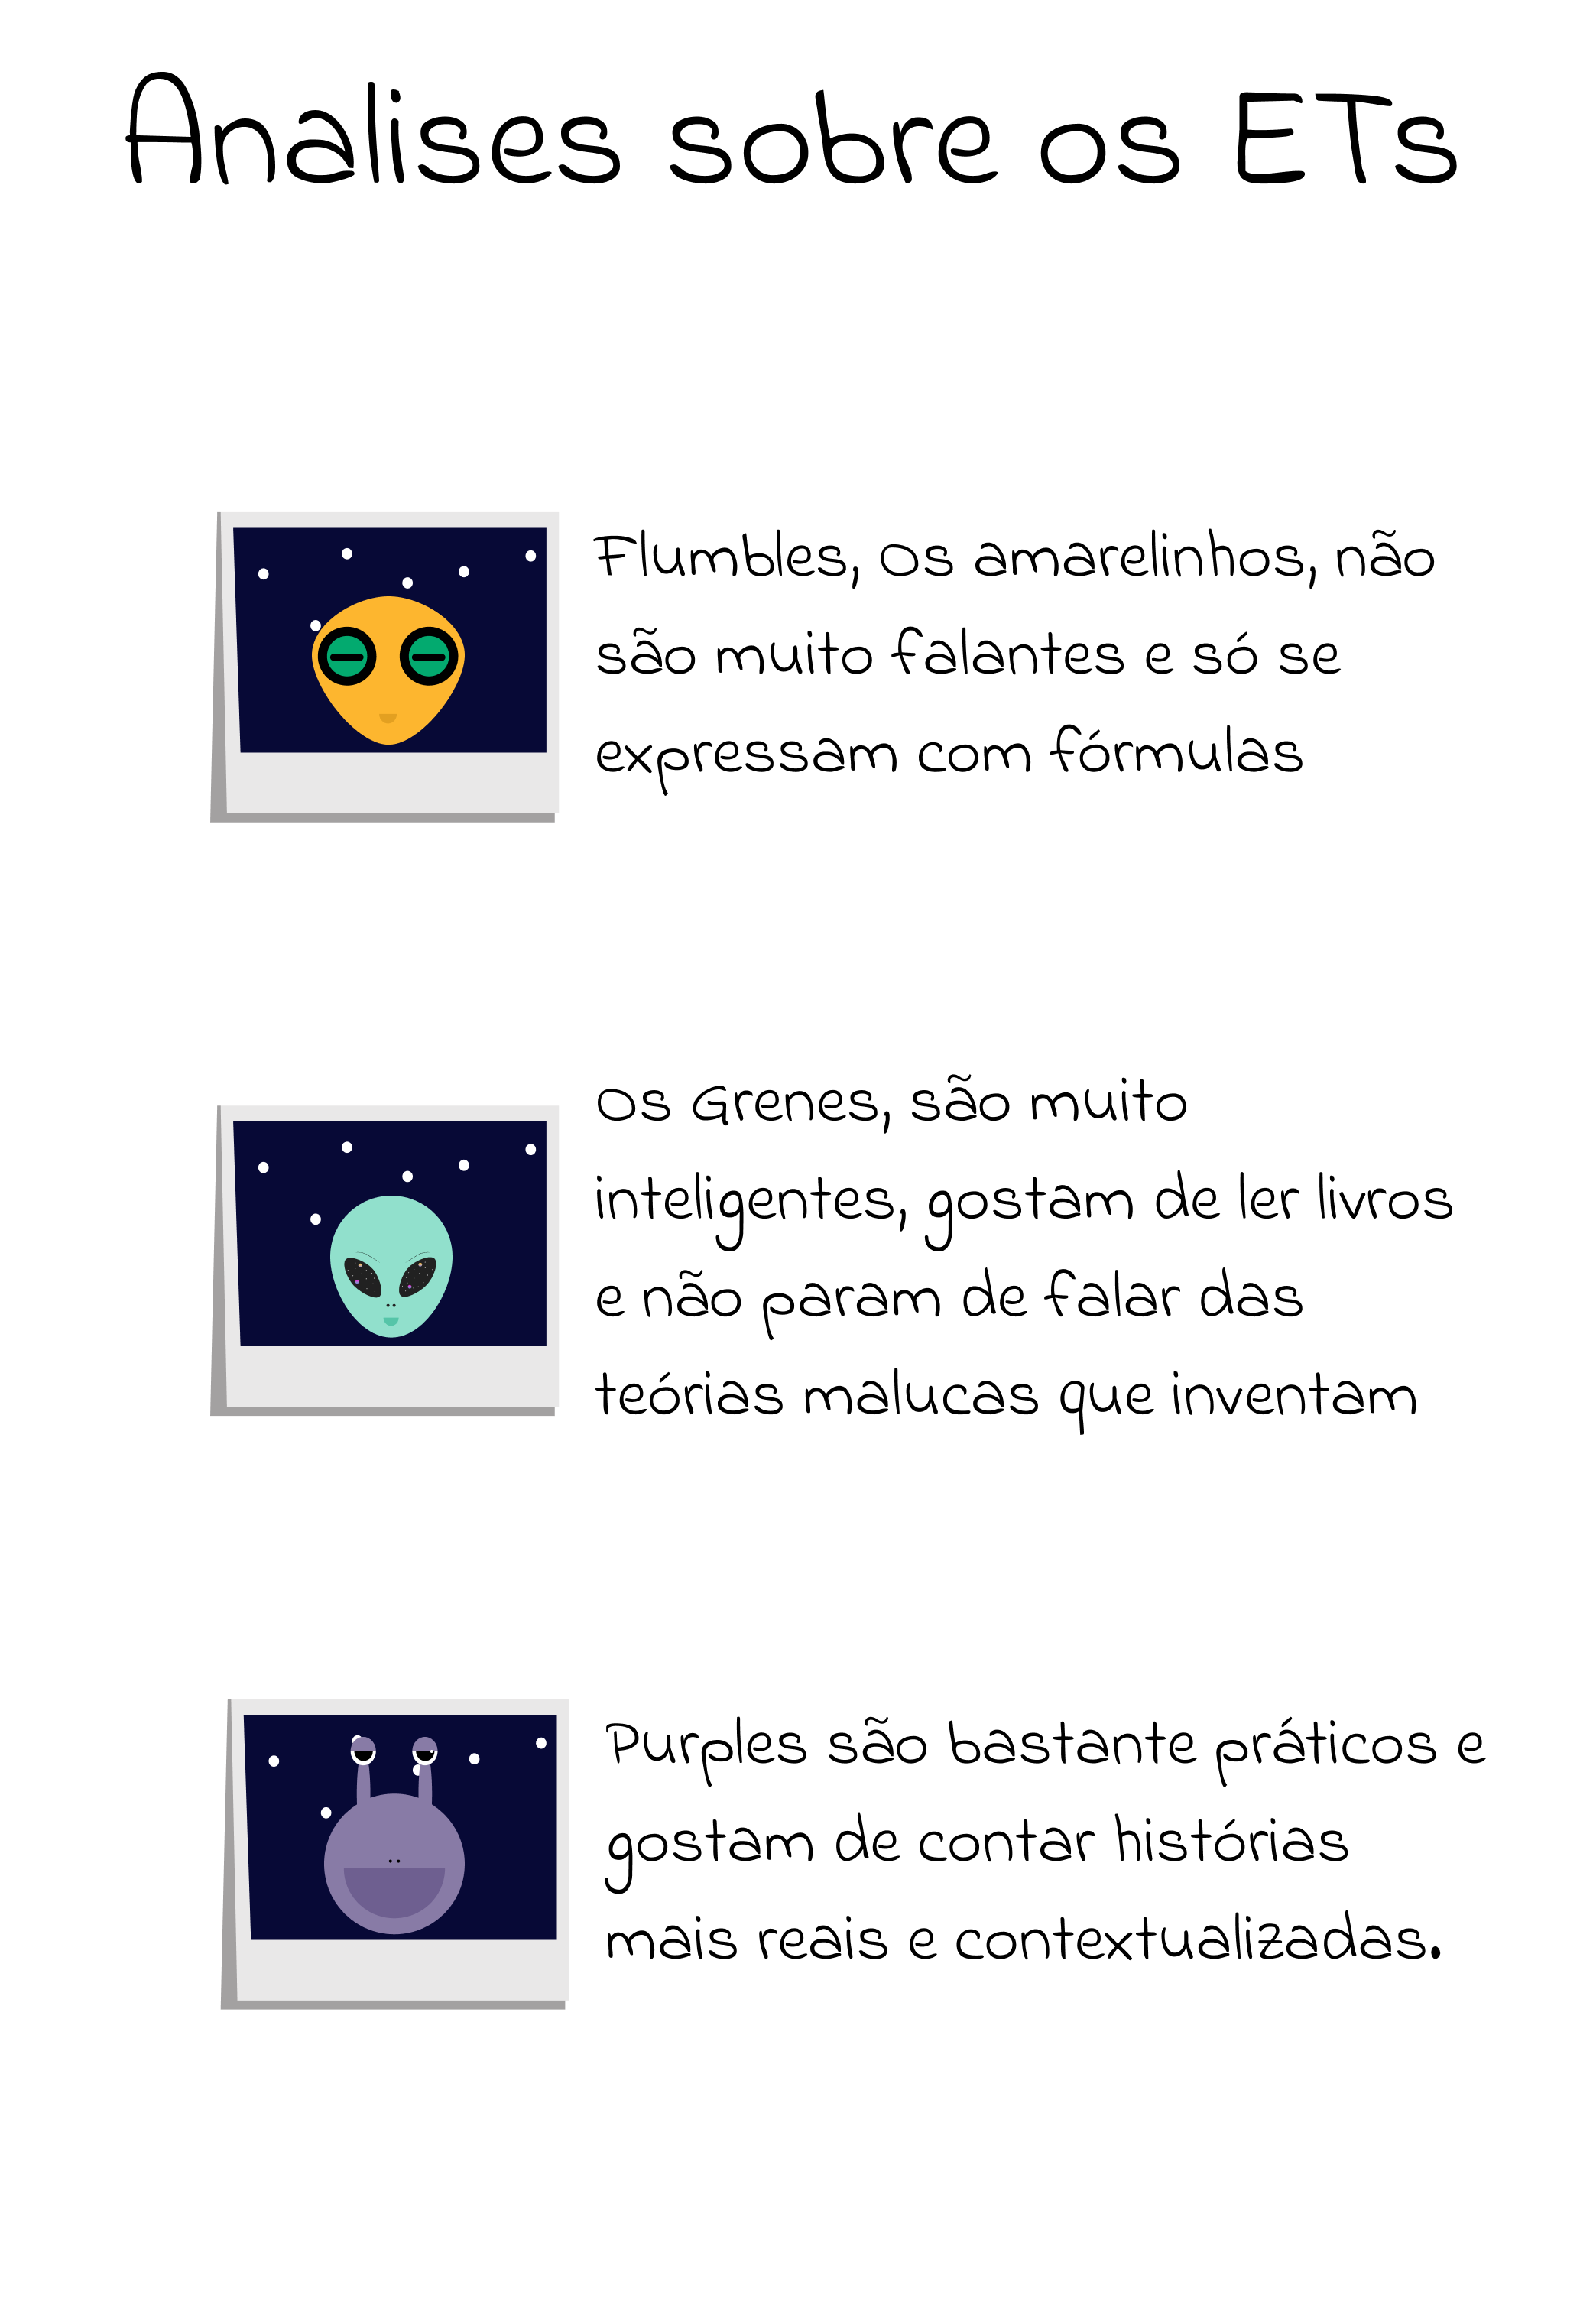 Analises sobre os ETs
Flumbles, os amarelinhos, não
são muito falantes e só se
expressam com fórmulas
Os Grenes, são muito
inteligentes, gostam de ler livros
e não param de falar das
teórias malucas que inventam
Purples são bastante práticos e
gostam de contar histórias
mais reais e contextualizadas.